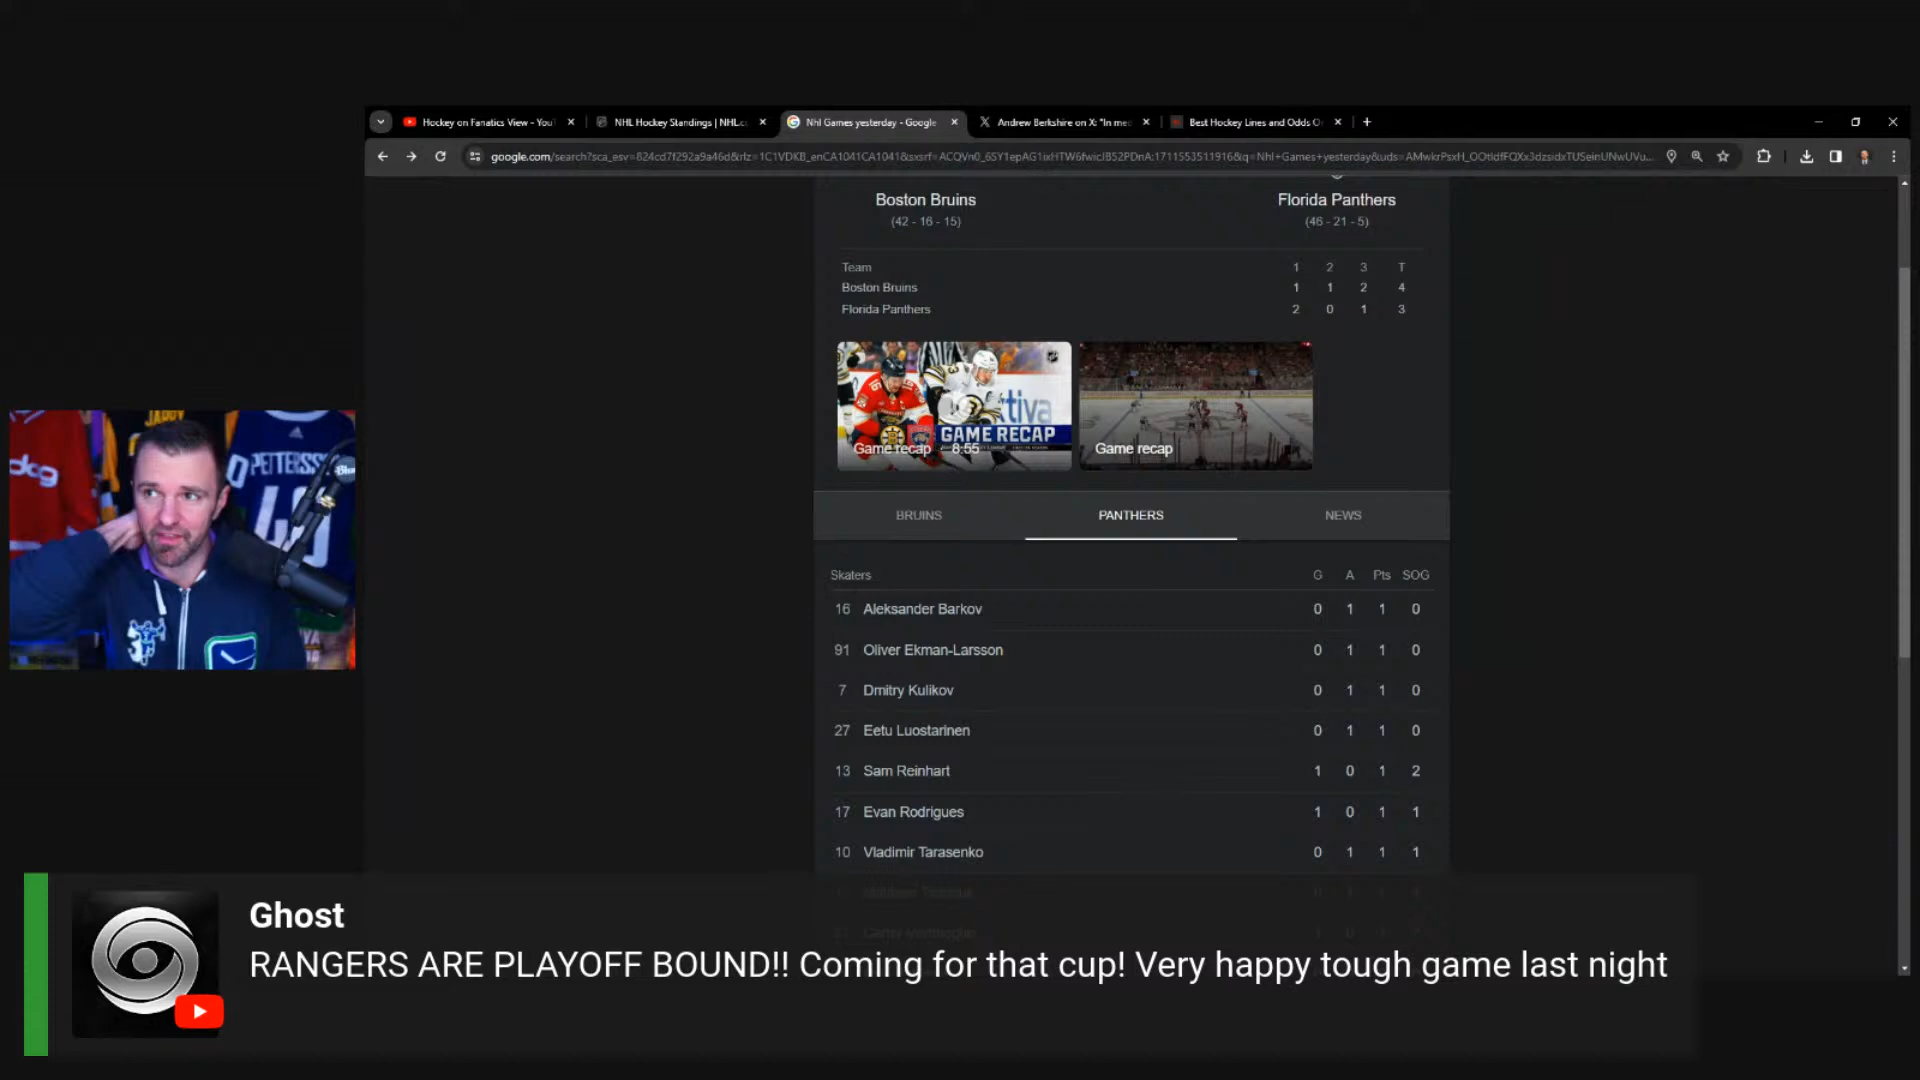 Hockey on Fanatics View - YouT
NHL Hockey Standings | NHL.c
Nhl Games yesterday - Google
Andrew Berkshire on X: "In me
Best Hockey Lines and Odds O
Boston Bruins
Florida Panthers
(42 - 16 - 15)
(46 - 21 - 5)
Team 1 2 3 T
Boston Bruins 1 1 2 4
Florida Panthers 2 0 1 3
GAME RECAP
Game recap · 8:55
Game recap
BRUINS
PANTHERS
NEWS
Skaters G A Pts SOG
16 Aleksander Barkov 0 1 1 0
91 Oliver Ekman-Larsson 0 1 1 0
7 Dmitry Kulikov 0 1 1 0
27 Eetu Luostarinen 0 1 1 0
13 Sam Reinhart 1 0 1 2
17 Evan Rodrigues 1 0 1 1
10 Vladimir Tarasenko 0 1 1 1
PETTERSS
Ghost
RANGERS ARE PLAYOFF BOUND!! Coming for that cup! Very happy tough game last night